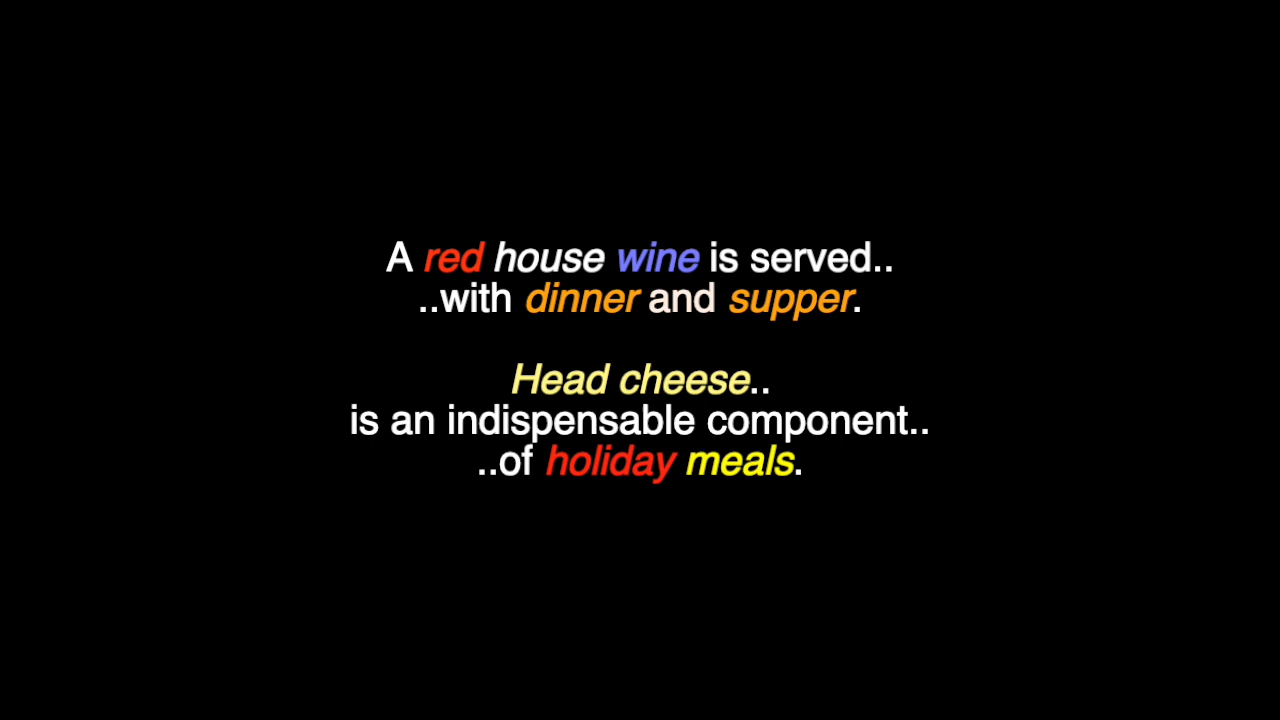 A red house wine is served..
..with dinner and supper.
Head cheese..
is an indispensable component..
..of holiday meals.